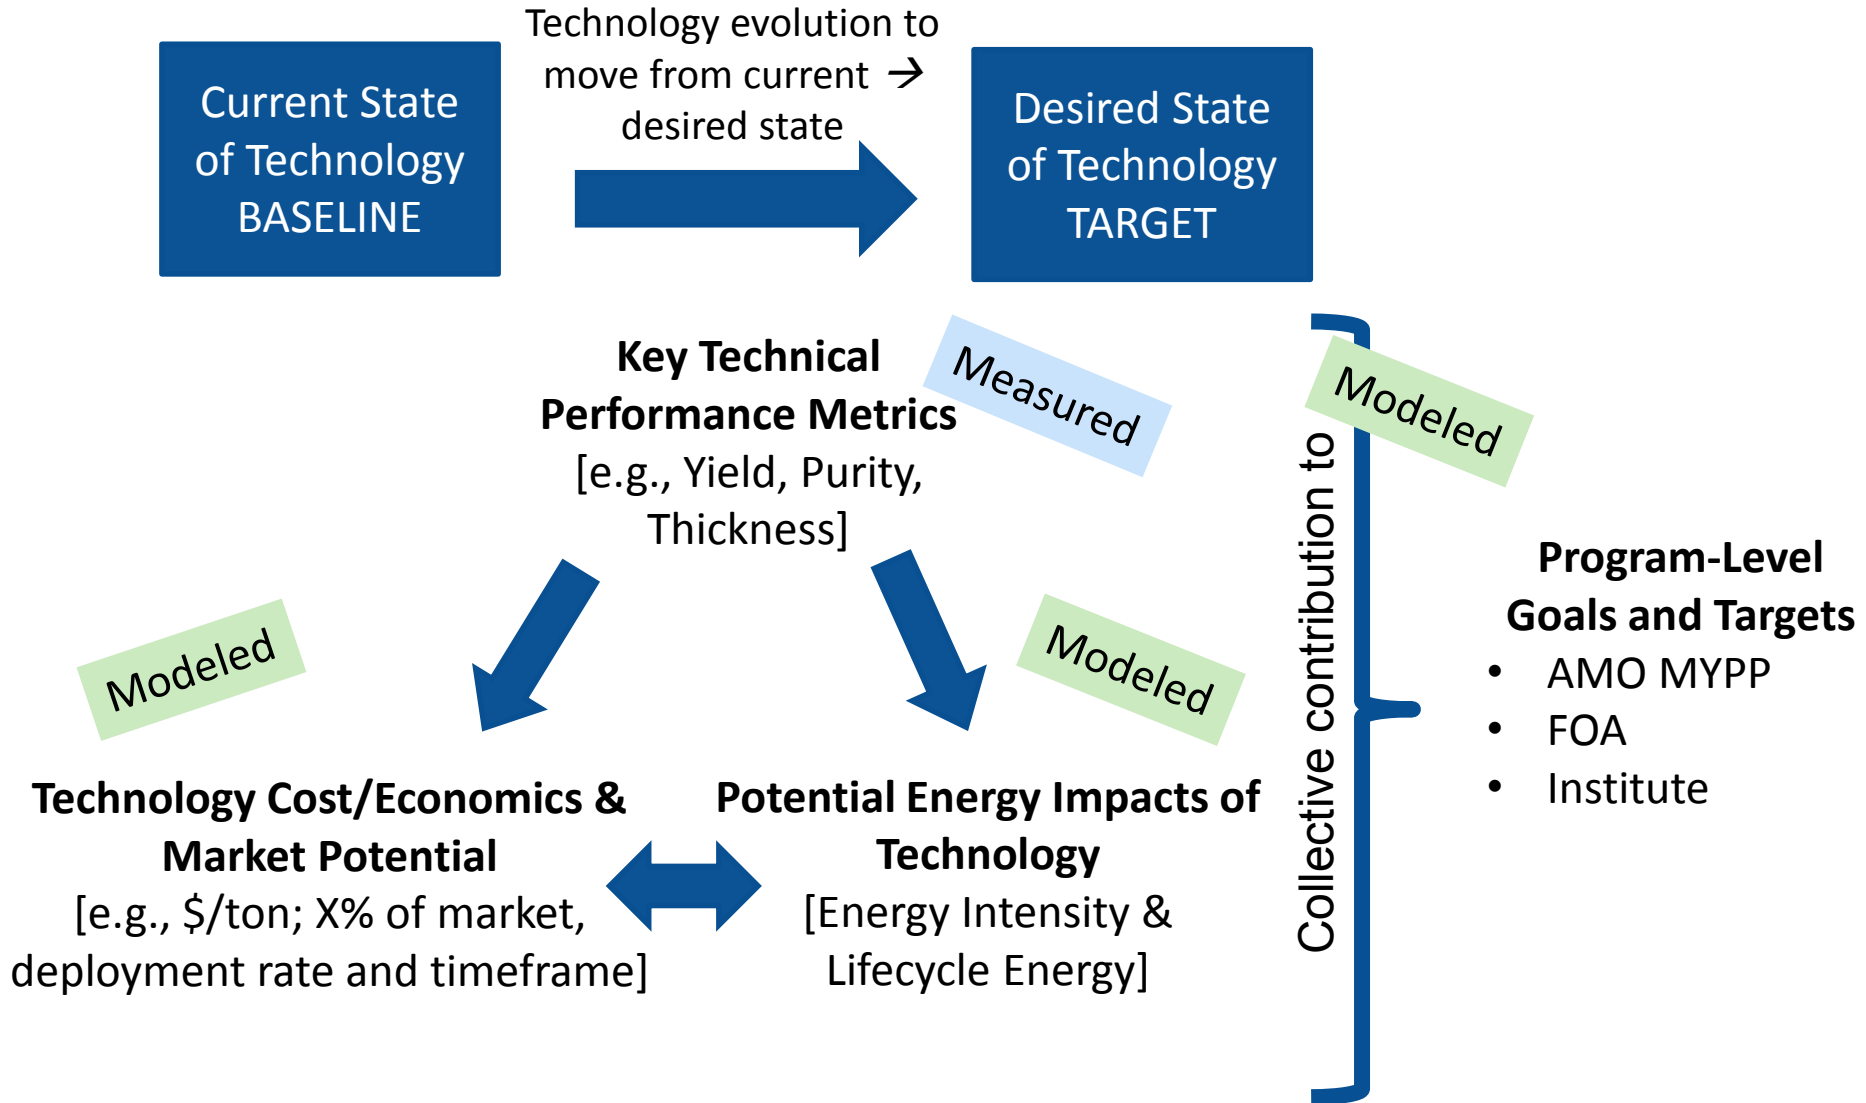 Technology evolution to
move from current →
desired state
Current State
of Technology
BASELINE
Desired State
of Technology
TARGET
Key Technical
Performance Metrics
[e.g., Yield, Purity,
Thickness]
Measured
Modeled
Modeled
Modeled
Technology Cost/Economics &
Market Potential
[e.g., $/ton; X% of market,
deployment rate and timeframe]
Potential Energy Impacts of
Technology
[Energy Intensity &
Lifecycle Energy]
Collective contribution to
Program-Level
Goals and Targets
• AMO MYPP
• FOA
• Institute